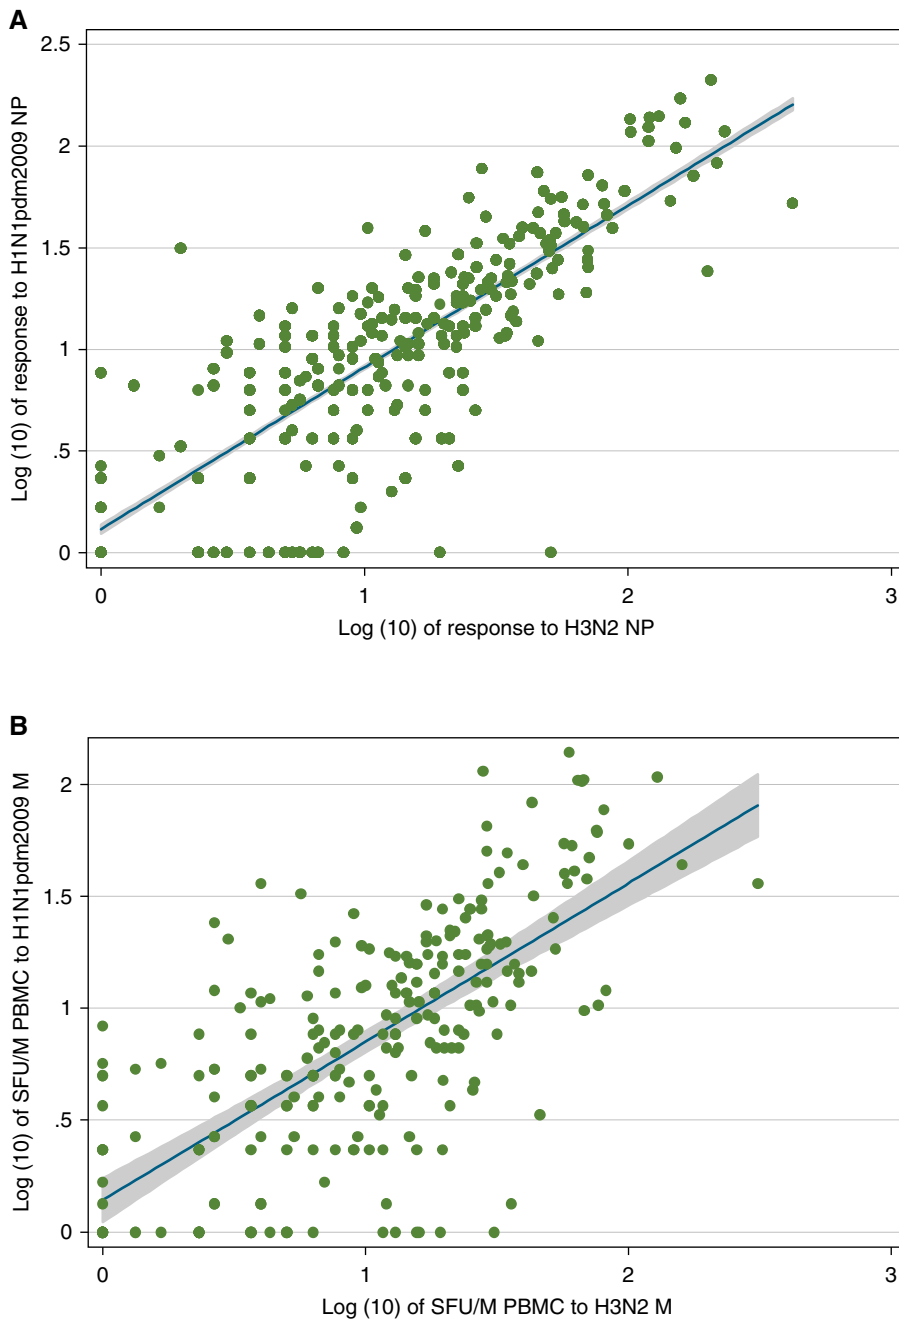 A
Log (10) of response to H1N1pdm2009 NP
2.5
2
1.5
1
.5
0
0 1 2 3
Log (10) of response to H3N2 NP
B
Log (10) of SFU/M PBMC to H1N1pdm2009 M
2
1.5
1
.5
0
0 1 2 3
Log (10) of SFU/M PBMC to H3N2 M